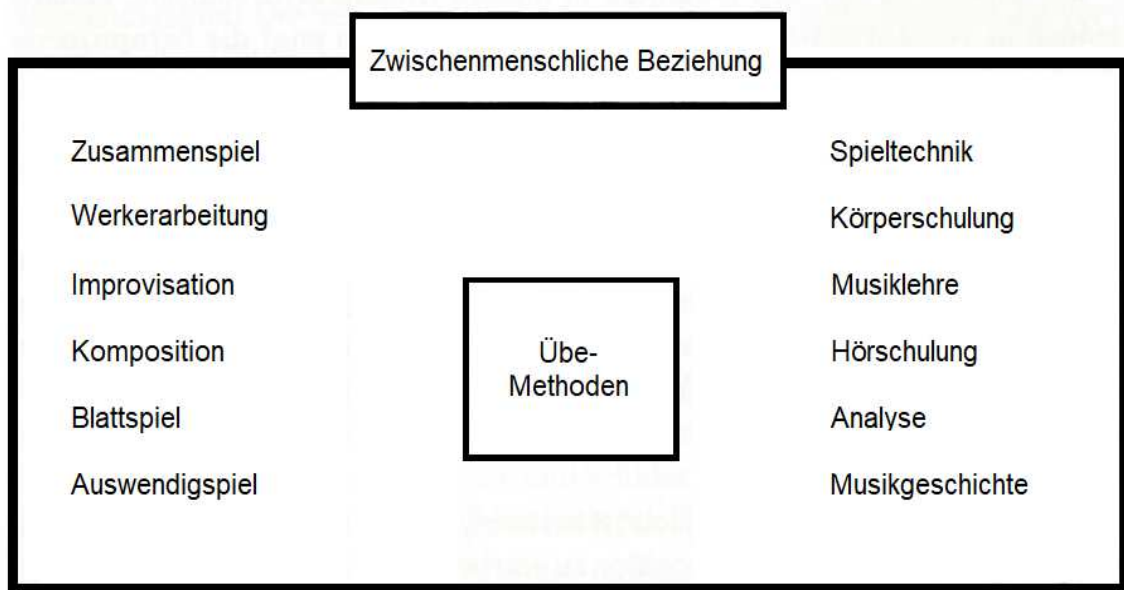 Zwischenmenschliche Beziehung
Zusammenspiel
Werkerarbeitung
Improvisation
Komposition
Blattspiel
Auswendigspiel
Übe-
Methoden
Spieltechnik
Körperschulung
Musiklehre
Hörschulung
Analyse
Musikgeschichte